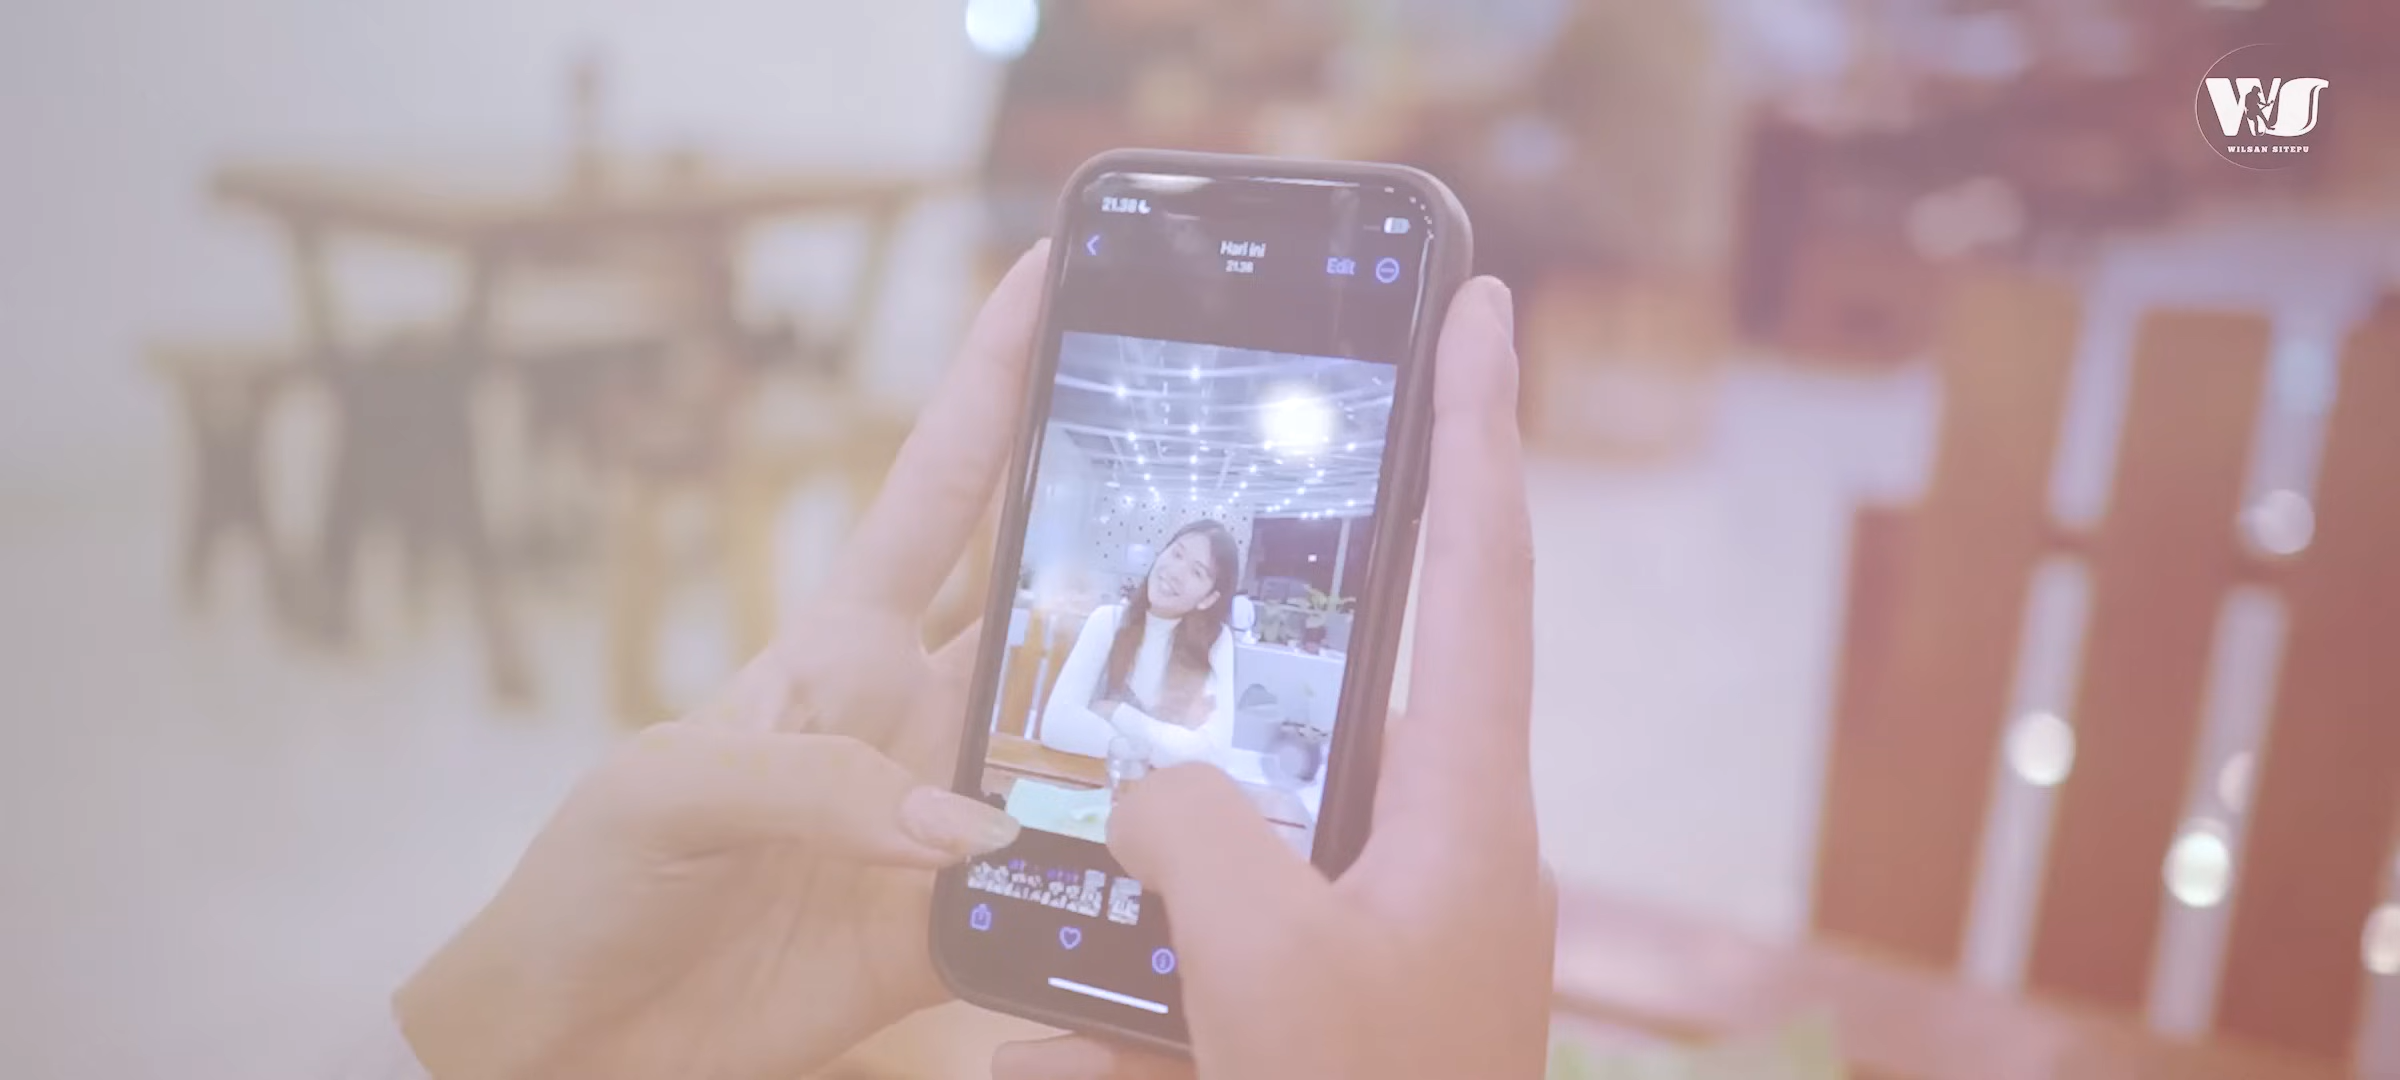 WS
WILSAN SITEPU
21.38
Hari ini
21.38
Edit